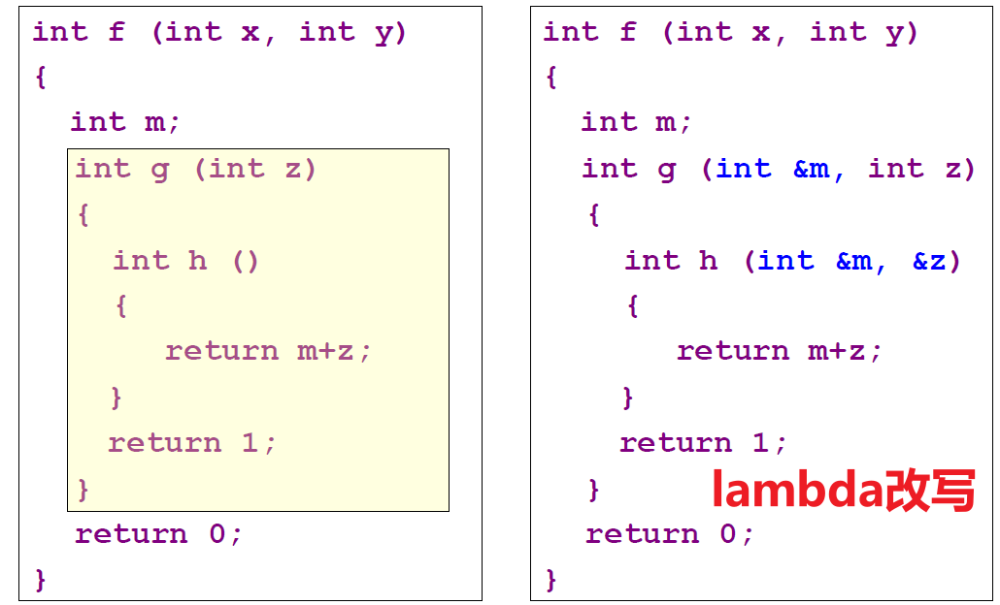 int f (int x, int y)
{
int m;
int g (int z)
{
int h ()
{
return m+z;
}
return 1;
}
return 0;
}
int f (int x, int y)
{
int m;
int g (int &m, int z)
{
int h (int &m, &z)
{
return m+z;
}
return 1;
}
lambda改写
return 0;
}